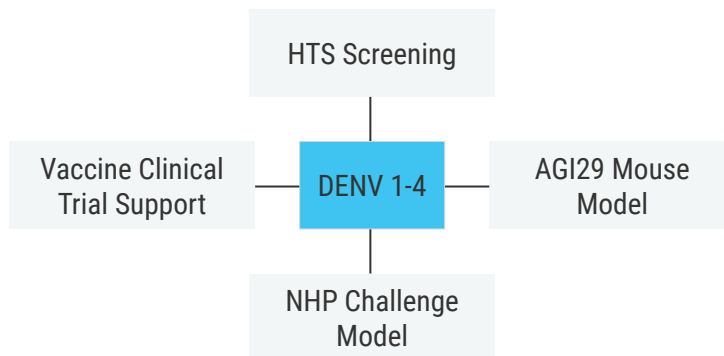 HTS Screening
Vaccine Clinical
Trial Support
DENV 1-4
AGI29 Mouse
Model
NHP Challenge
Model